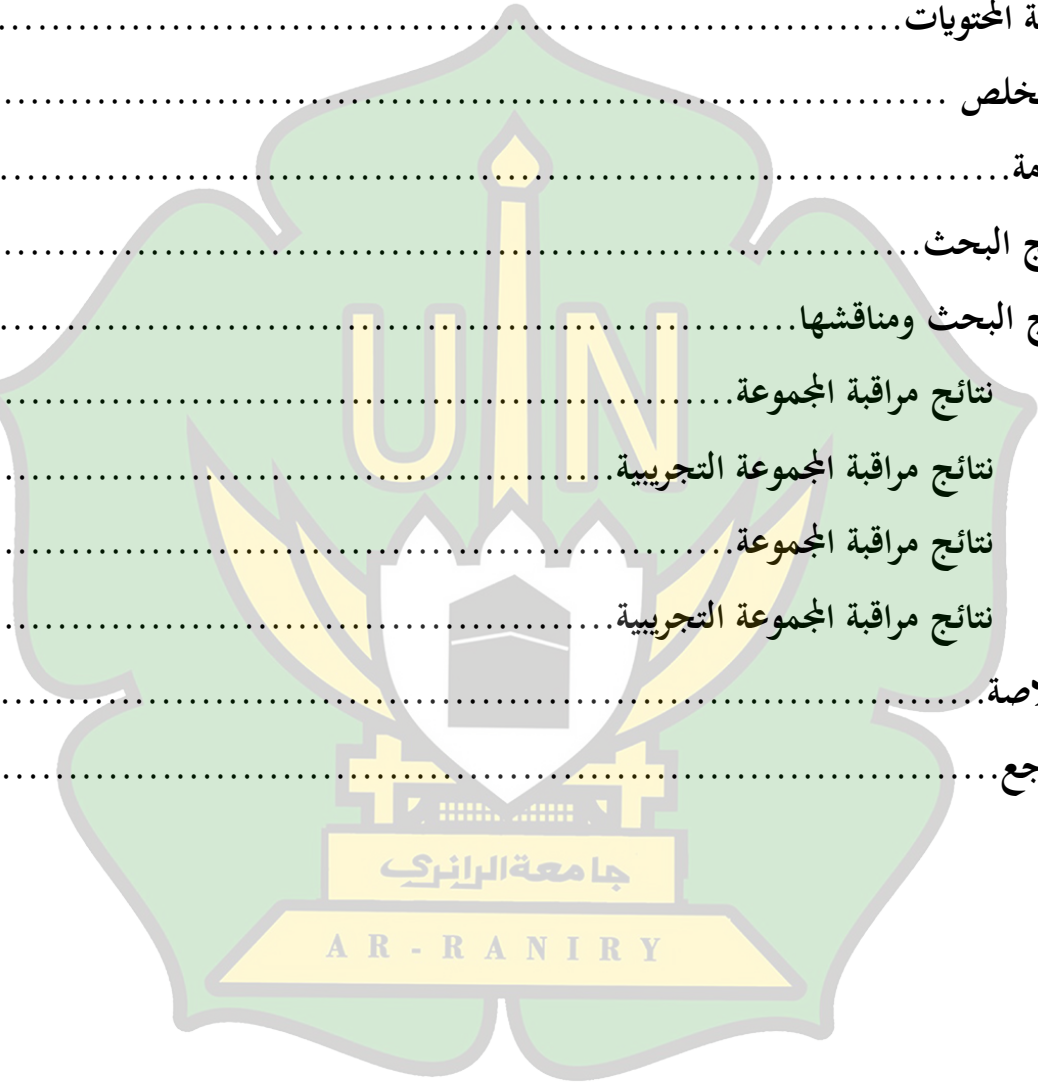 ة المحتويات........................................................................
خلص ........................................................................
مة........................................................................
ج البحث........................................................................
ج البحث ومناقشها........................................................................
نتائج مراقبة المجموعة........................................................................
نتائج مراقبة المجموعة التجريبية........................................................................
نتائج مراقبة المجموعة........................................................................
نتائج مراقبة المجموعة التجريبية........................................................................
لاصة........................................................................
جع........................................................................
UIN
جامعة الرانري
AR-RANIRY